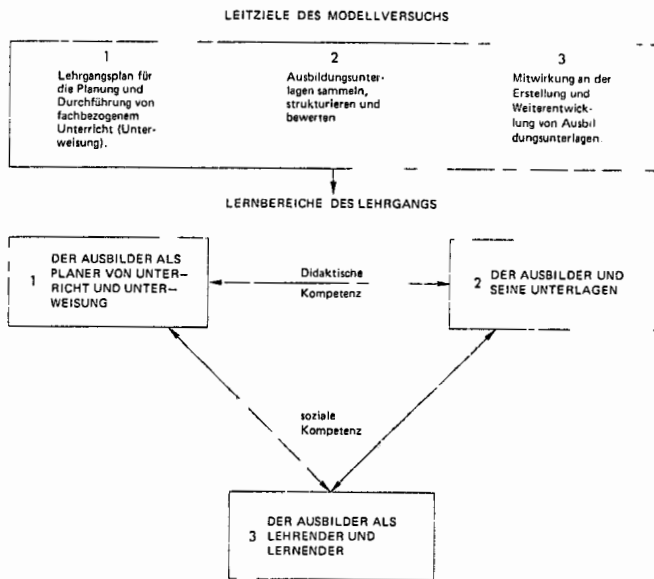 LEITZIELE DES MODELLVERSUCHS
1
Lehrgangsplan für
die Planung und
Durchführung von
fachbezogenem
Unterricht (Unter-
weisung).
2
Ausbildungsunter-
lagen sammeln,
strukturieren und
bewerten
3
Mitwirkung an der
Erstellung und
Weiterentwick-
lung von Ausbil
dungsunterlagen.
LERNBEREICHE DES LEHRGANGS
1
DER AUSBILDER ALS
PLANER VON UNTER–
RICHT UND UNTER–
WEISUNG
Didaktische
Kompetenz
2
DER AUSBILDER UND
SEINE UNTERLAGEN
soziale
Kompetenz
3
DER AUSBILDER ALS
LEHRENDER UND
LERNENDER